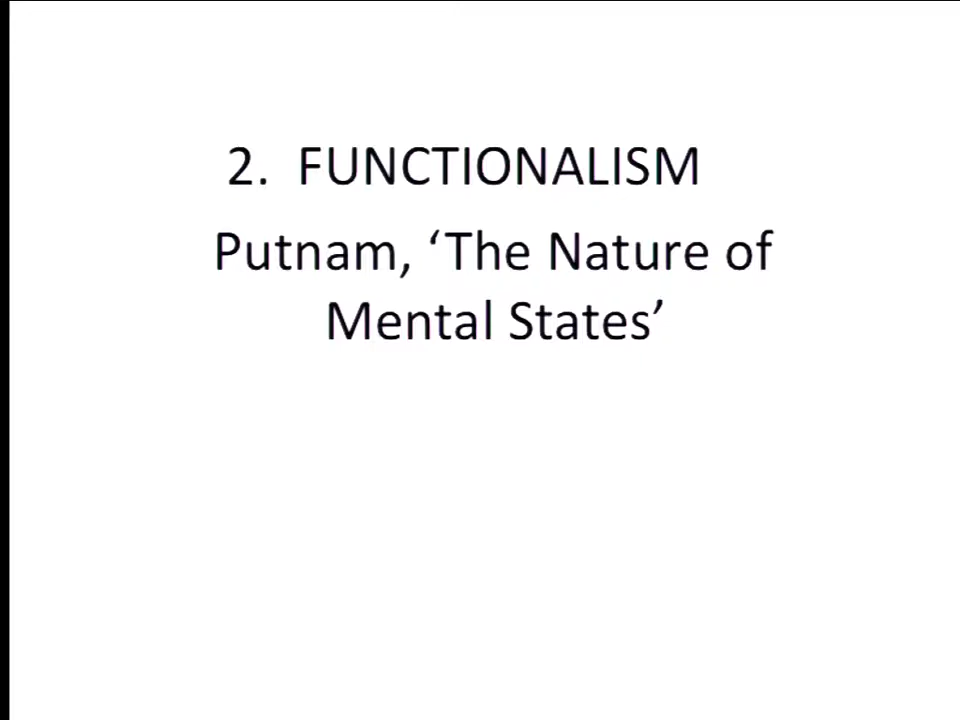 2. FUNCTIONALISM
Putnam, ‘The Nature of
Mental States’